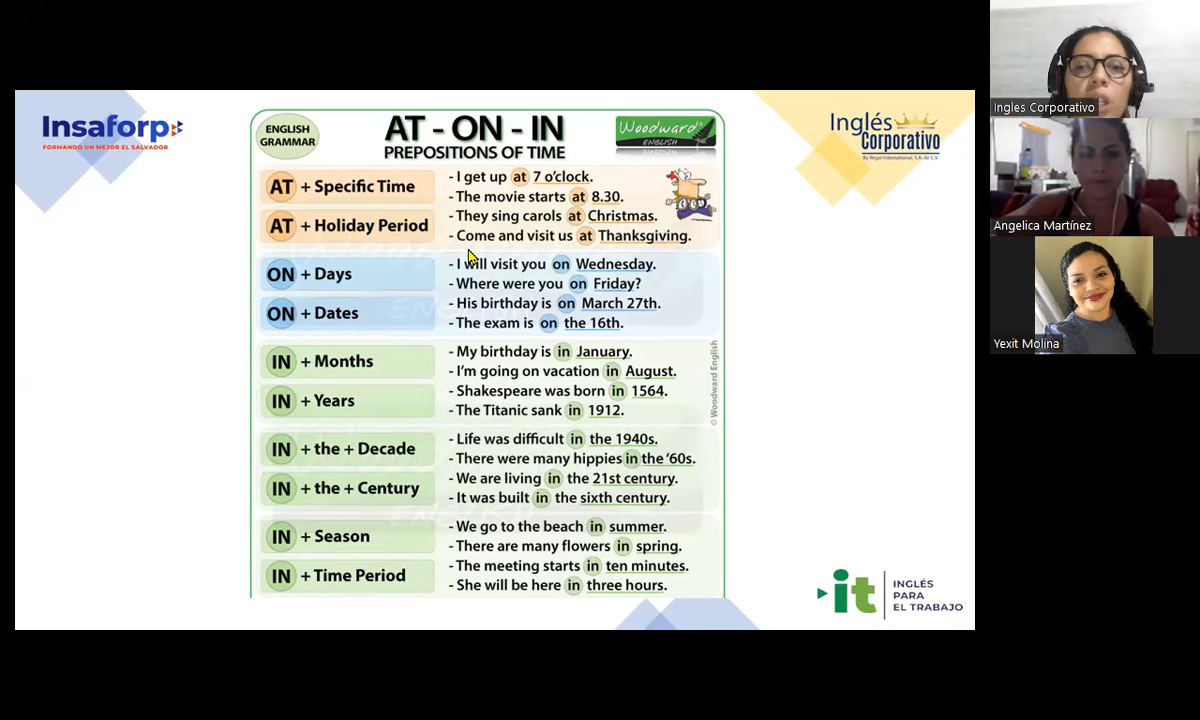 Insaforp
FORMANDO UN MEJOR EL SALVADOR
ENGLISH
GRAMMAR
AT - ON - IN
PREPOSITIONS OF TIME
Woodward
ENGLISH
Inglés
Corporativo
By Regal International, S.A. de C.V.
AT + Specific Time
- I get up at 7 o'clock.
- The movie starts at 8.30.
AT + Holiday Period
- They sing carols at Christmas.
- Come and visit us at Thanksgiving.
ON + Days
- I will visit you on Wednesday.
- Where were you on Friday?
ON + Dates
- His birthday is on March 27th.
- The exam is on the 16th.
IN + Months
- My birthday is in January.
- I'm going on vacation in August.
IN + Years
- Shakespeare was born in 1564.
- The Titanic sank in 1912.
IN + the + Decade
- Life was difficult in the 1940s.
- There were many hippies in the '60s.
IN + the + Century
- We are living in the 21st century.
- It was built in the sixth century.
IN + Season
- We go to the beach in summer.
- There are many flowers in spring.
IN + Time Period
- The meeting starts in ten minutes.
- She will be here in three hours.
© Woodward English
it
INGLÉS
PARA
EL TRABAJO
Ingles Corporativo
Angelica Martínez
Yexit Molina